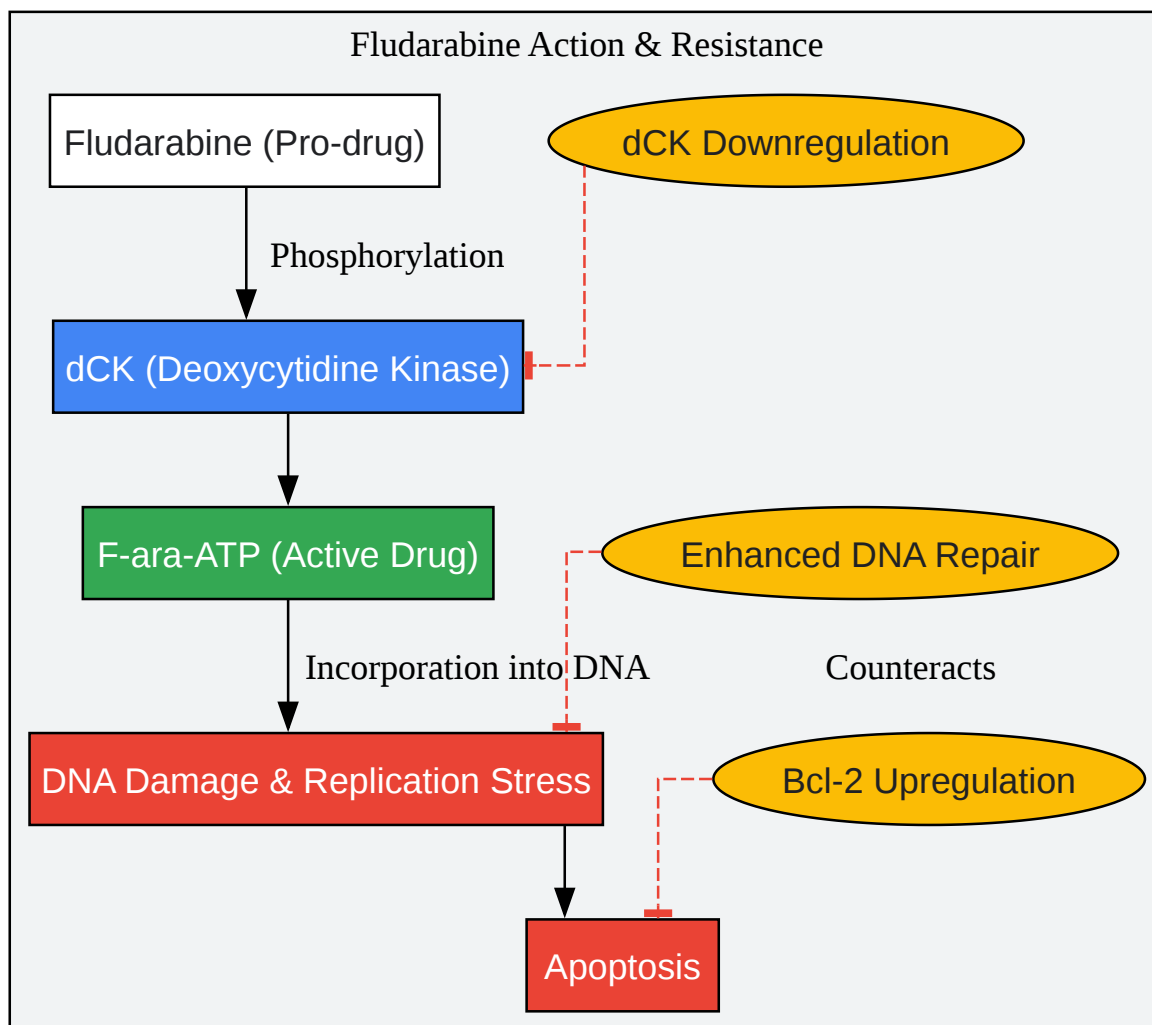 Fludarabine Action & Resistance
Fludarabine (Pro-drug)
dCK Downregulation
Phosphorylation
dCK (Deoxycytidine Kinase)
F-ara-ATP (Active Drug)
Enhanced DNA Repair
Incorporation into DNA
Counteracts
DNA Damage & Replication Stress
Bcl-2 Upregulation
Apoptosis